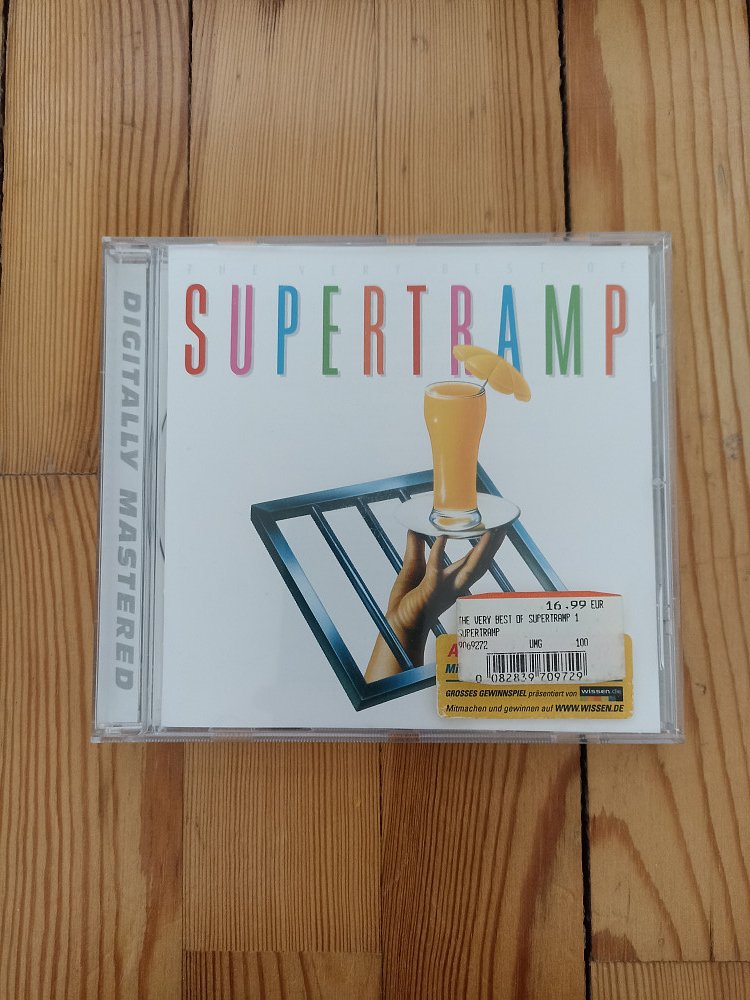 DIGITALLY MASTERED
THE VERY BEST OF
SUPERTRAMP
16.99 EUR
THE VERY BEST OF SUPERTRAMP 1
SUPERTRAMP
9069272 UMG 100
0 082839 709729
GROSSES GEWINNSPIEL präsentiert von wissen.de
Mitmachen und gewinnen auf WWW.WISSEN.DE